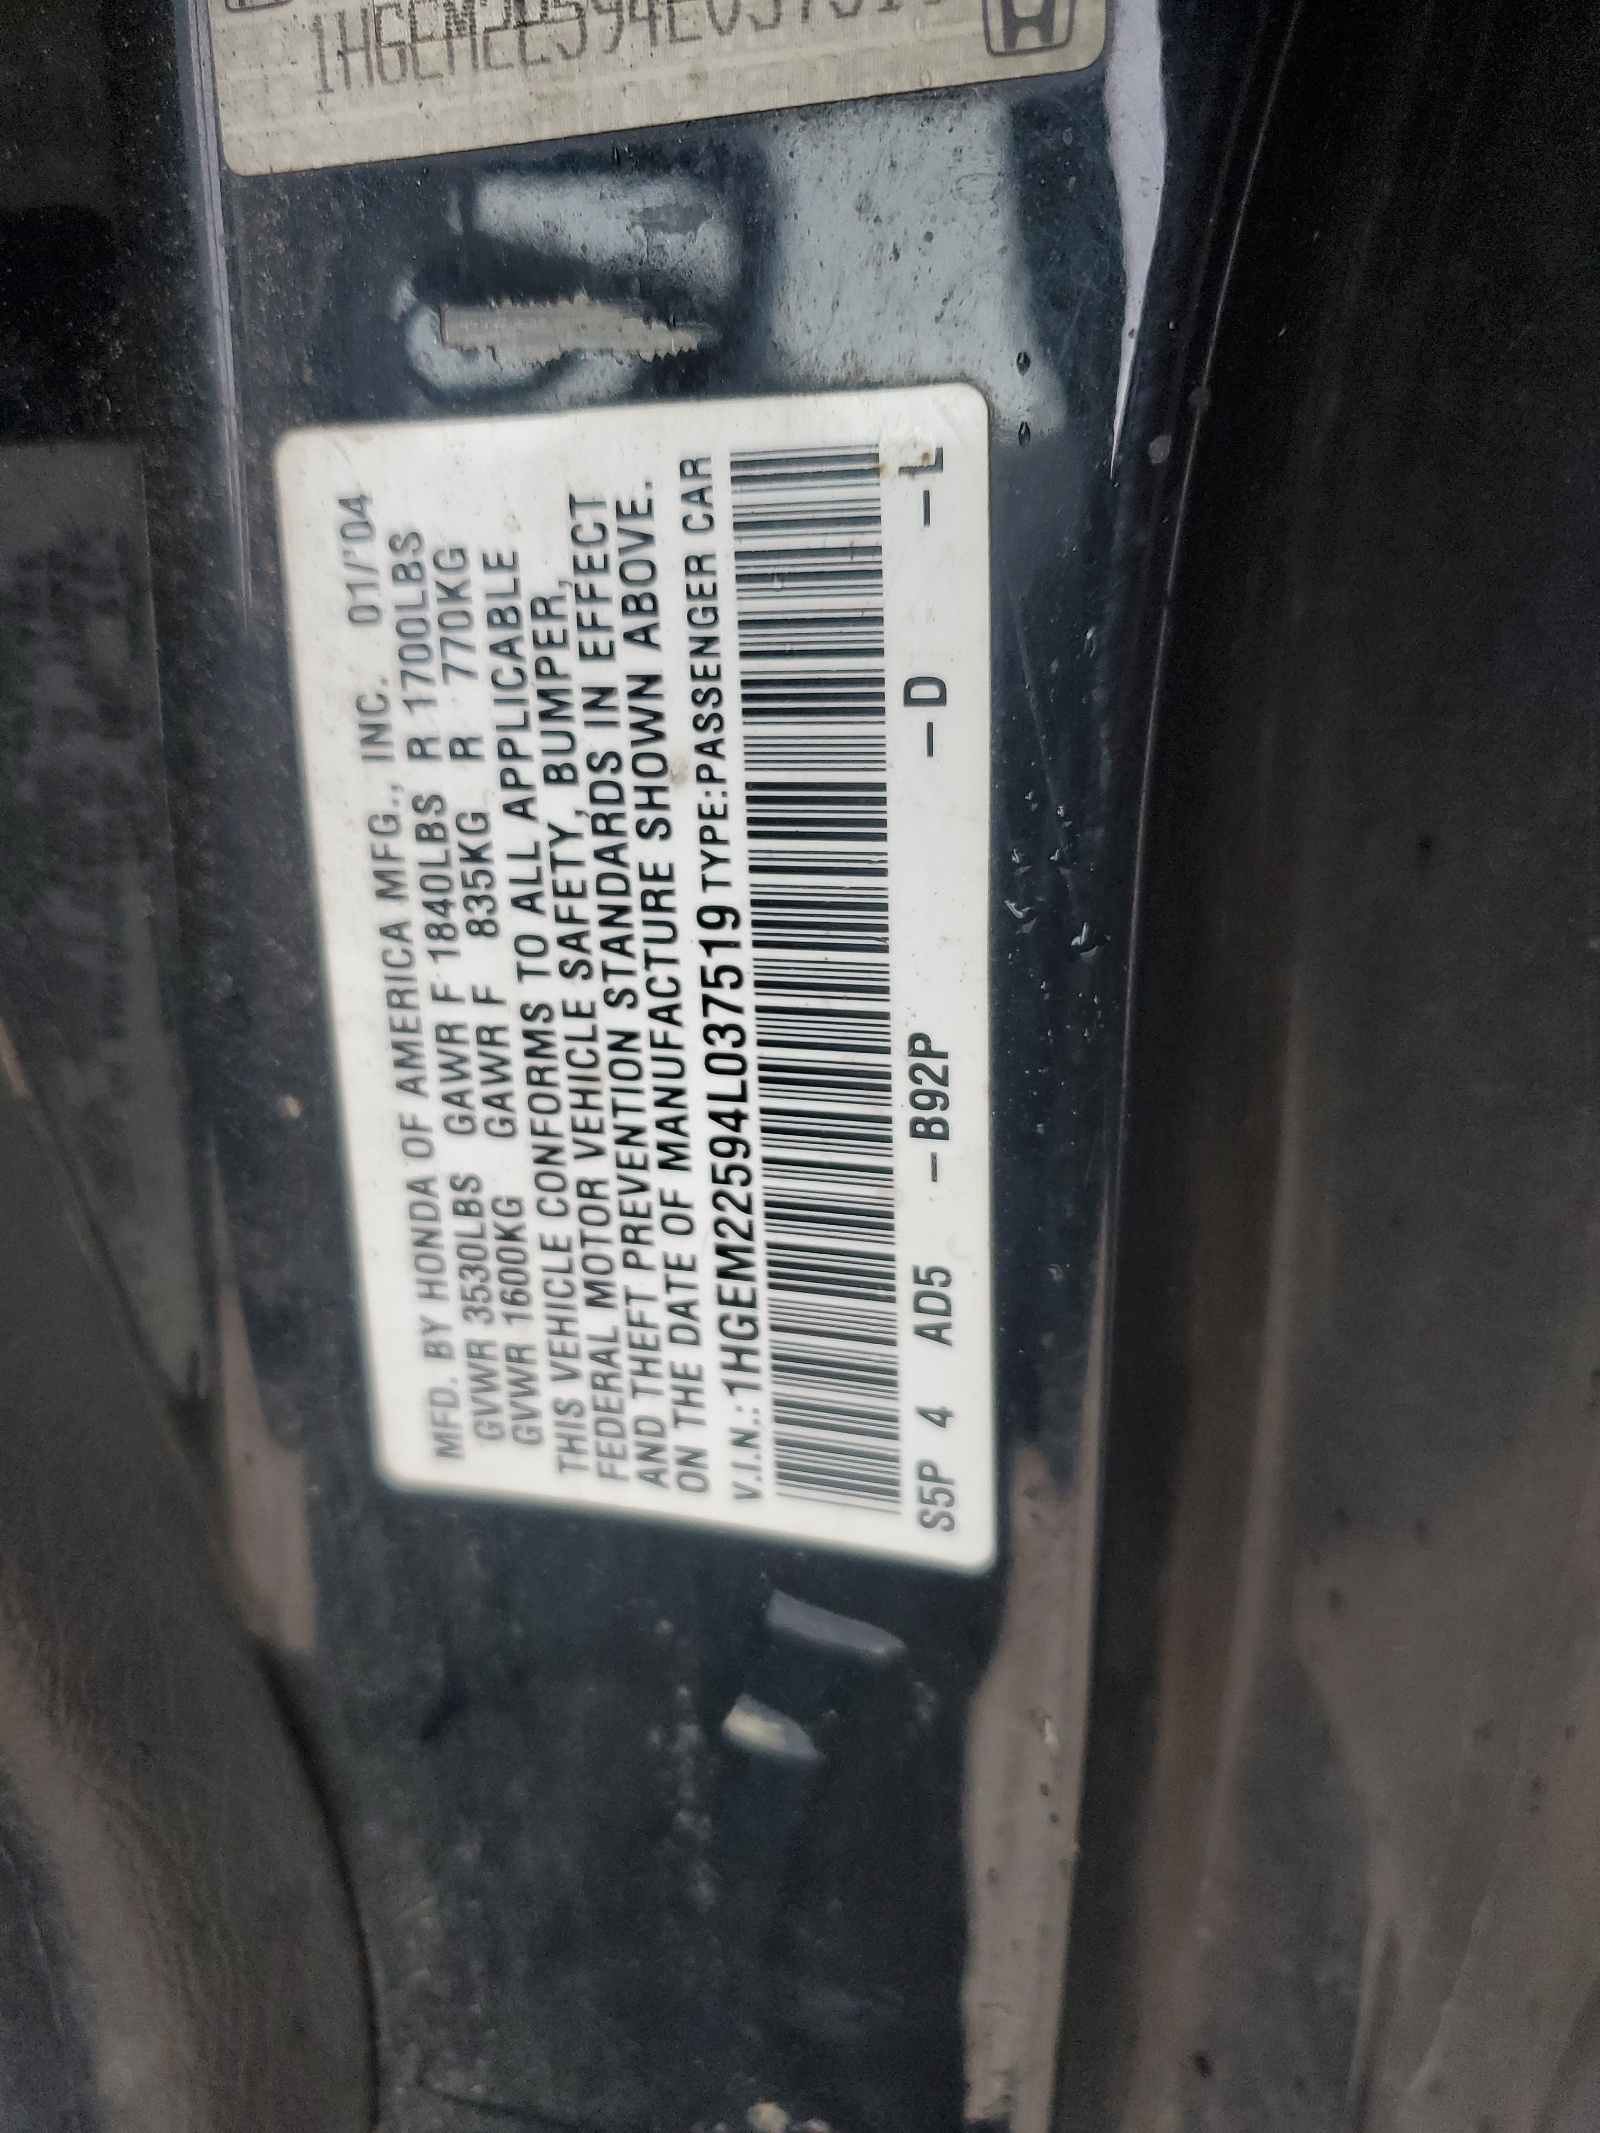 1HGEM22594L0375
MFD. BY HONDA OF AMERICA MFG., INC. 01/'04
GVWR 3530LBS GAWR F 1840LBS R 1700LBS
GVWR 1600KG GAWR F 835KG R 770KG
THIS VEHICLE CONFORMS TO ALL APPLICABLE
FEDERAL MOTOR VEHICLE SAFETY, BUMPER,
AND THEFT PREVENTION STANDARDS IN EFFECT
ON THE DATE OF MANUFACTURE SHOWN ABOVE.
V.I.N.: 1HGEM22594L037519 TYPE:PASSENGER CAR
S5P 4 AD5 -B92P -D -L